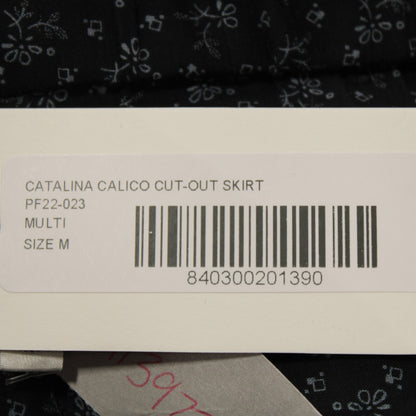 CATALINA CALICO CUT-OUT SKIRT
PF22-023
MULTI
SIZE M
840300201390